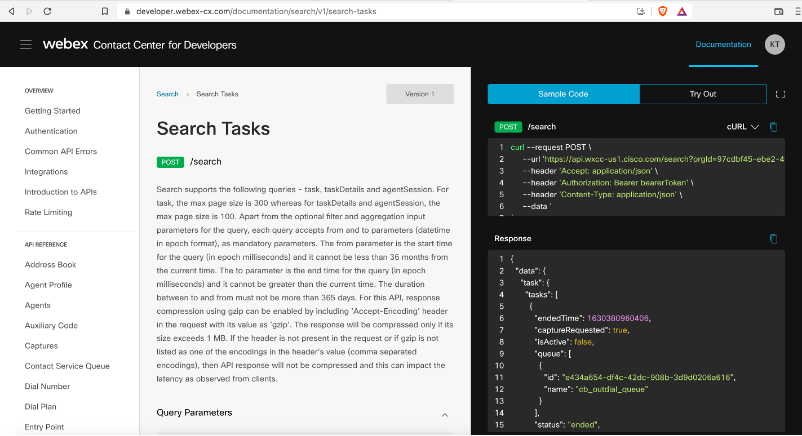 developer.webex-cx.com/documentation/search/v1/search-tasks
webex Contact Center for Developers
Documentation
KT
OVERVIEW
Getting Started
Authentication
Common API Errors
Integrations
Introduction to APIs
Rate Limiting
API REFERENCE
Address Book
Agent Profile
Agents
Auxiliary Code
Captures
Contact Service Queue
Dial Number
Dial Plan
Entry Point
Search > Search Tasks
Version 1
Search Tasks
POST /search
Search supports the following queries - task, taskDetails and agentSession. For
task, the max page size is 300 whereas for taskDetails and agentSession, the
max page size is 100. Apart from the optional filter and aggregation input
parameters for the query, each query accepts from and to parameters (datetime
in epoch format), as mandatory parameters. The from parameter is the start time
for the query (in epoch milliseconds) and it cannot be less than 36 months from
the current time. The to parameter is the end time for the query (in epoch
milliseconds) and it cannot be greater than the current time. The duration
between to and from must not be more than 365 days. For this API, response
compression using gzip can be enabled by including 'Accept-Encoding' header
in the request with its value as 'gzip'. The response will be compressed only if its
size exceeds 1 MB. If the header is not present in the request or if gzip is not
listed as one of the encodings in the header's value (comma separated
encodings), then API response will not be compressed and this can impact the
latency as observed from clients.
Query Parameters
Sample Code
Try Out
POST /search
cURL
1 curl --request POST \
2 --url 'https://api.wxcc-us1.cisco.com/search?orgId=97cdbf45-ebe2-4
3 --header 'Accept: application/json' \
4 --header 'Authorization: Bearer bearerToken' \
5 --header 'Content-Type: application/json' \
6 --data '
Response
1 {
2 "data": {
3 "task": {
4 "tasks": [
5 {
6 "endedTime": 1630380960406,
7 "captureRequested": true,
8 "isActive": false,
9 "queue": [
10 {
11 "id": "e434a654-df4c-42dc-908b-3d9d0206a616",
12 "name": "cb_outdial_queue"
13 }
14 ],
15 "status": "ended",